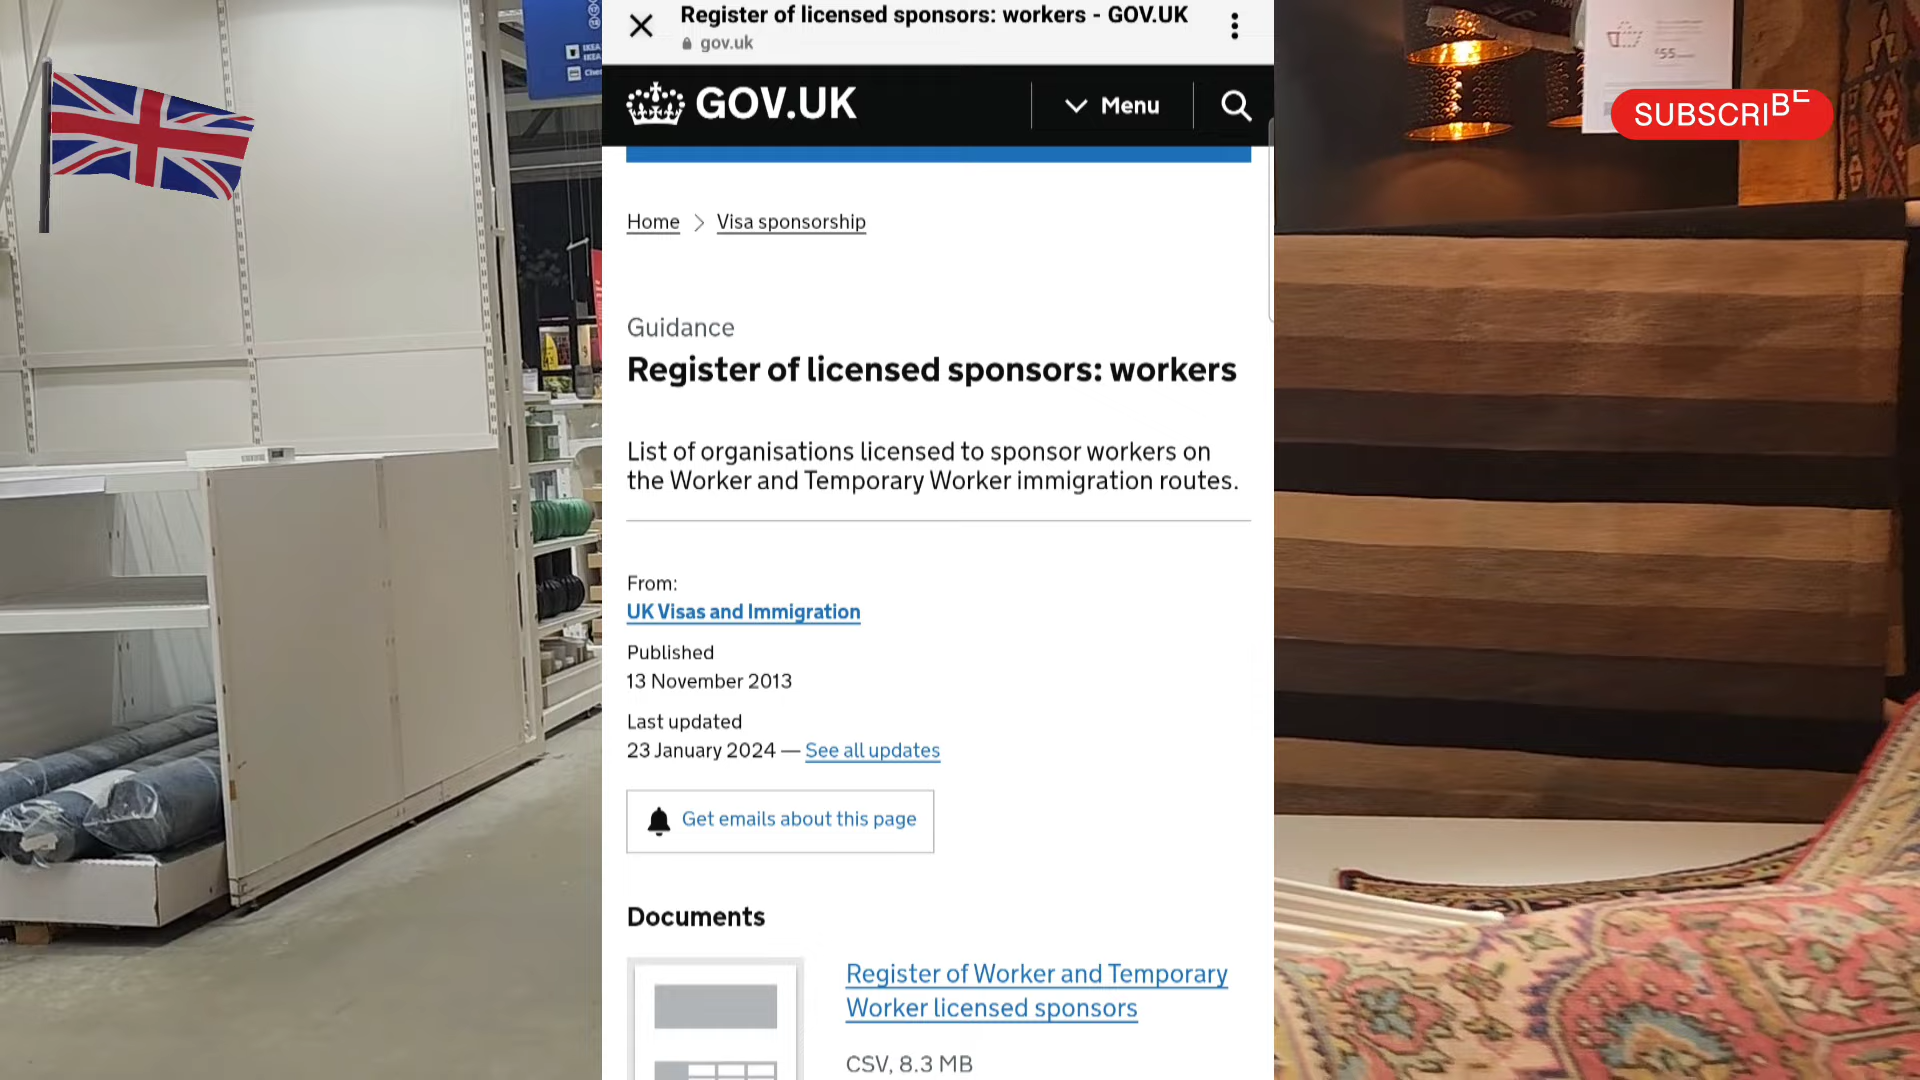 Register of licensed sponsors: workers - GOV.UK
gov.uk
GOV.UK
Menu
SUBSCRIBE
IKEA
IKEA
55
Home > Visa sponsorship
Guidance
Register of licensed sponsors: workers
List of organisations licensed to sponsor workers on
the Worker and Temporary Worker immigration routes.
From:
UK Visas and Immigration
Published
13 November 2013
Last updated
23 January 2024 — See all updates
Get emails about this page
Documents
Register of Worker and Temporary
Worker licensed sponsors
CSV, 8.3 MB